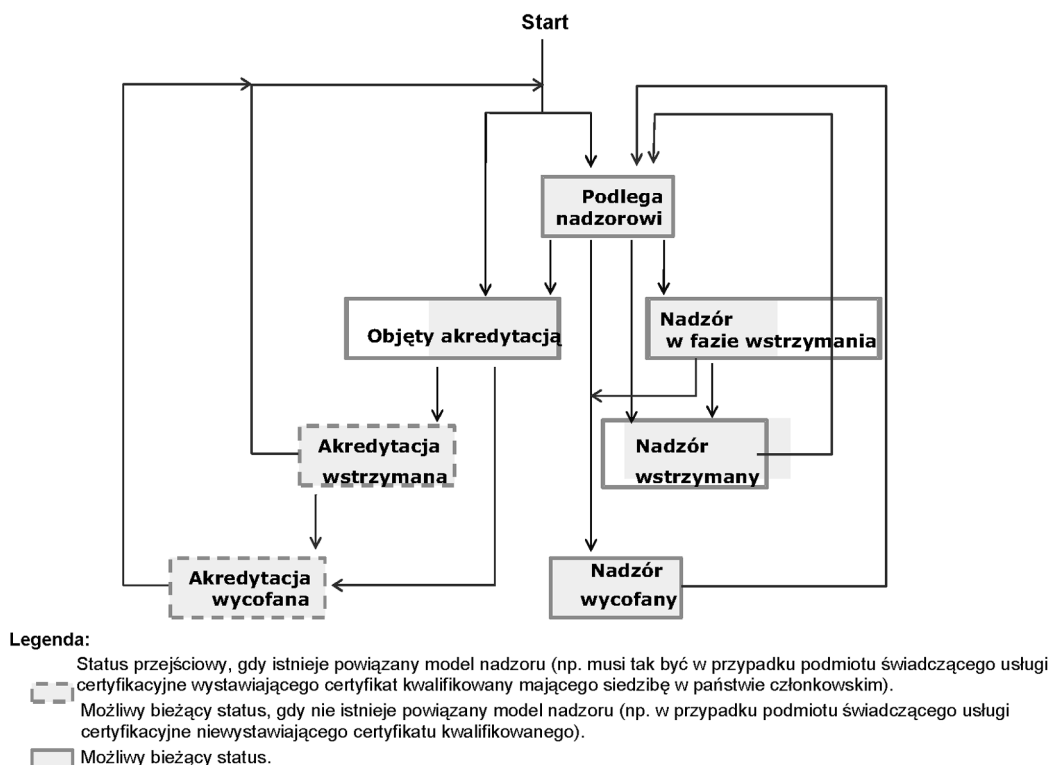 Start
Podlega
nadzorowi
Objęty akredytacją
Nadzór
w fazie wstrzymania
Akredytacja
wstrzymana
Nadzór
wstrzymany
Akredytacja
wycofana
Nadzór
wycofany
Legenda:
Status przejściowy, gdy istnieje powiązany model nadzoru (np. musi tak być w przypadku podmiotu świadczącego usługi
certyfikacyjne wystawiającego certyfikat kwalifikowany mającego siedzibę w państwie członkowskim).
Możliwy bieżący status, gdy nie istnieje powiązany model nadzoru (np. w przypadku podmiotu świadczącego usługi
certyfikacyjne niewystawiającego certyfikatu kwalifikowanego).
Możliwy bieżący status.